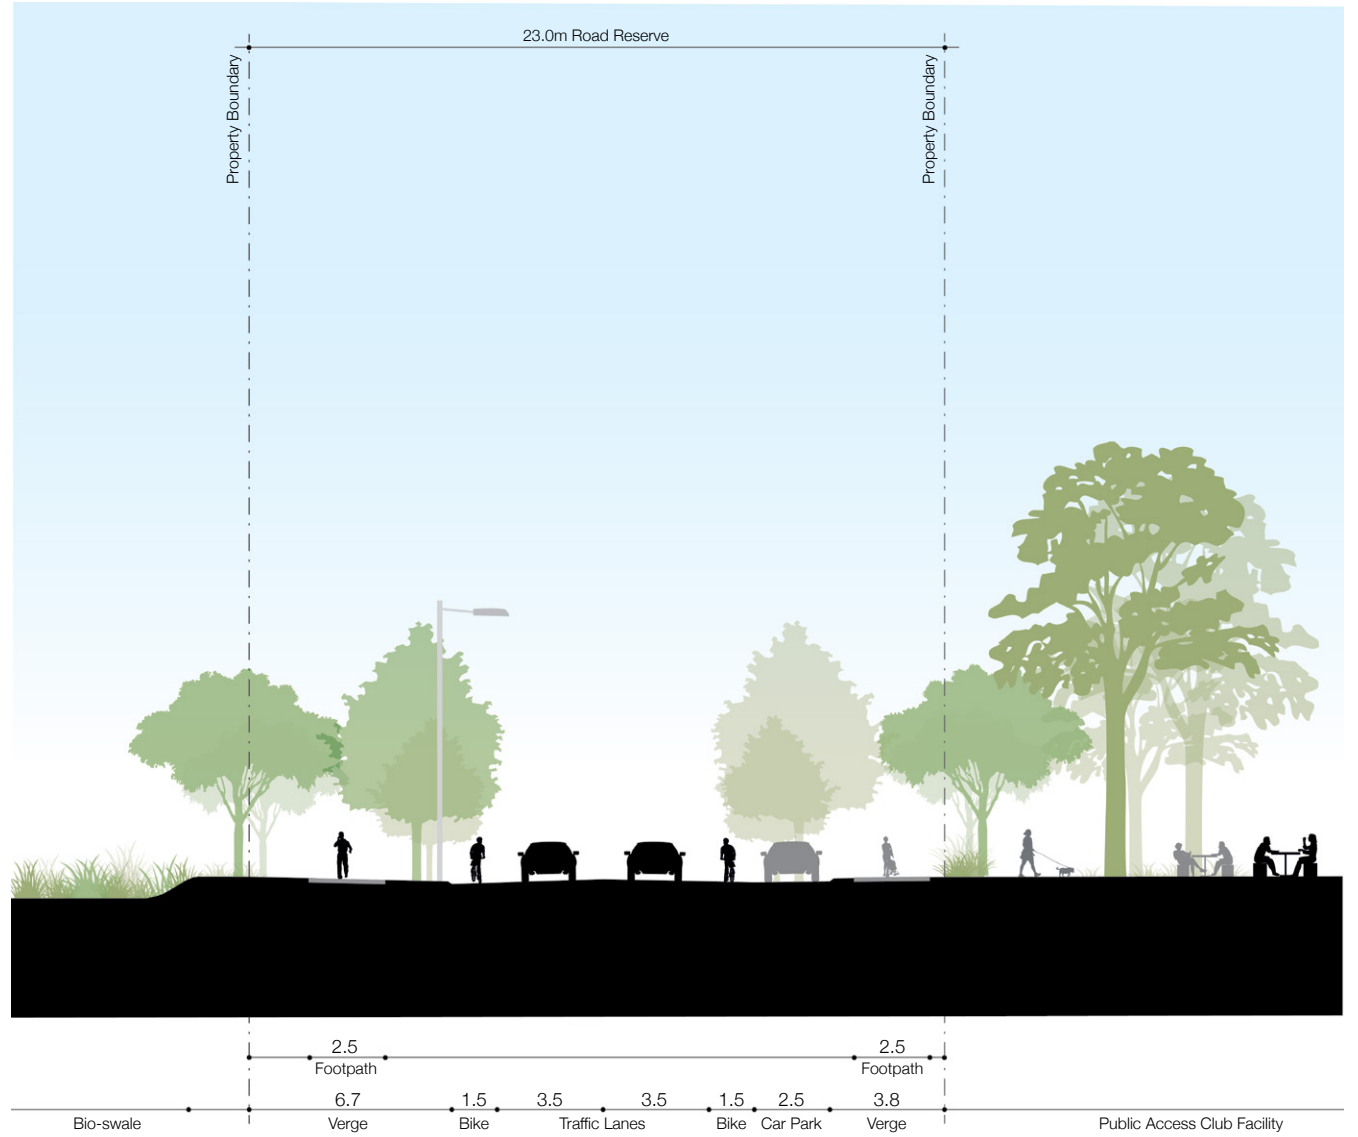 23.0m Road Reserve
Property Boundary
Property Boundary
2.5
2.5
Footpath
Footpath
6.7
1.5
3.5
3.5
1.5
2.5
3.8
Bio-swale
Verge
Bike
Traffic Lanes
Bike
Car Park
Verge
Public Access Club Facility